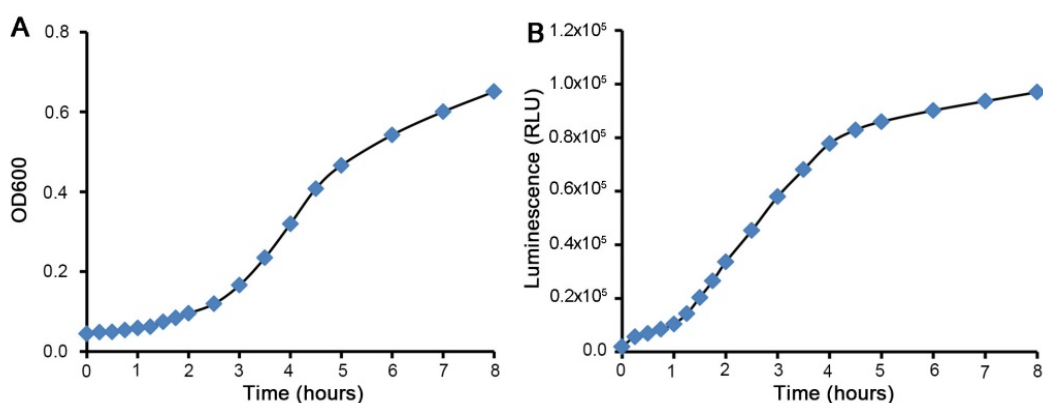 A
0.8
0.6
0.4
0.2
0.0
OD600
0 1 2 3 4 5 6 7 8
Time (hours)
B
1.2x10⁵
1.0x10⁵
0.8x10⁵
0.6x10⁵
0.4x10⁵
0.2x10⁵
0.0
Luminescence (RLU)
0 1 2 3 4 5 6 7 8
Time (hours)